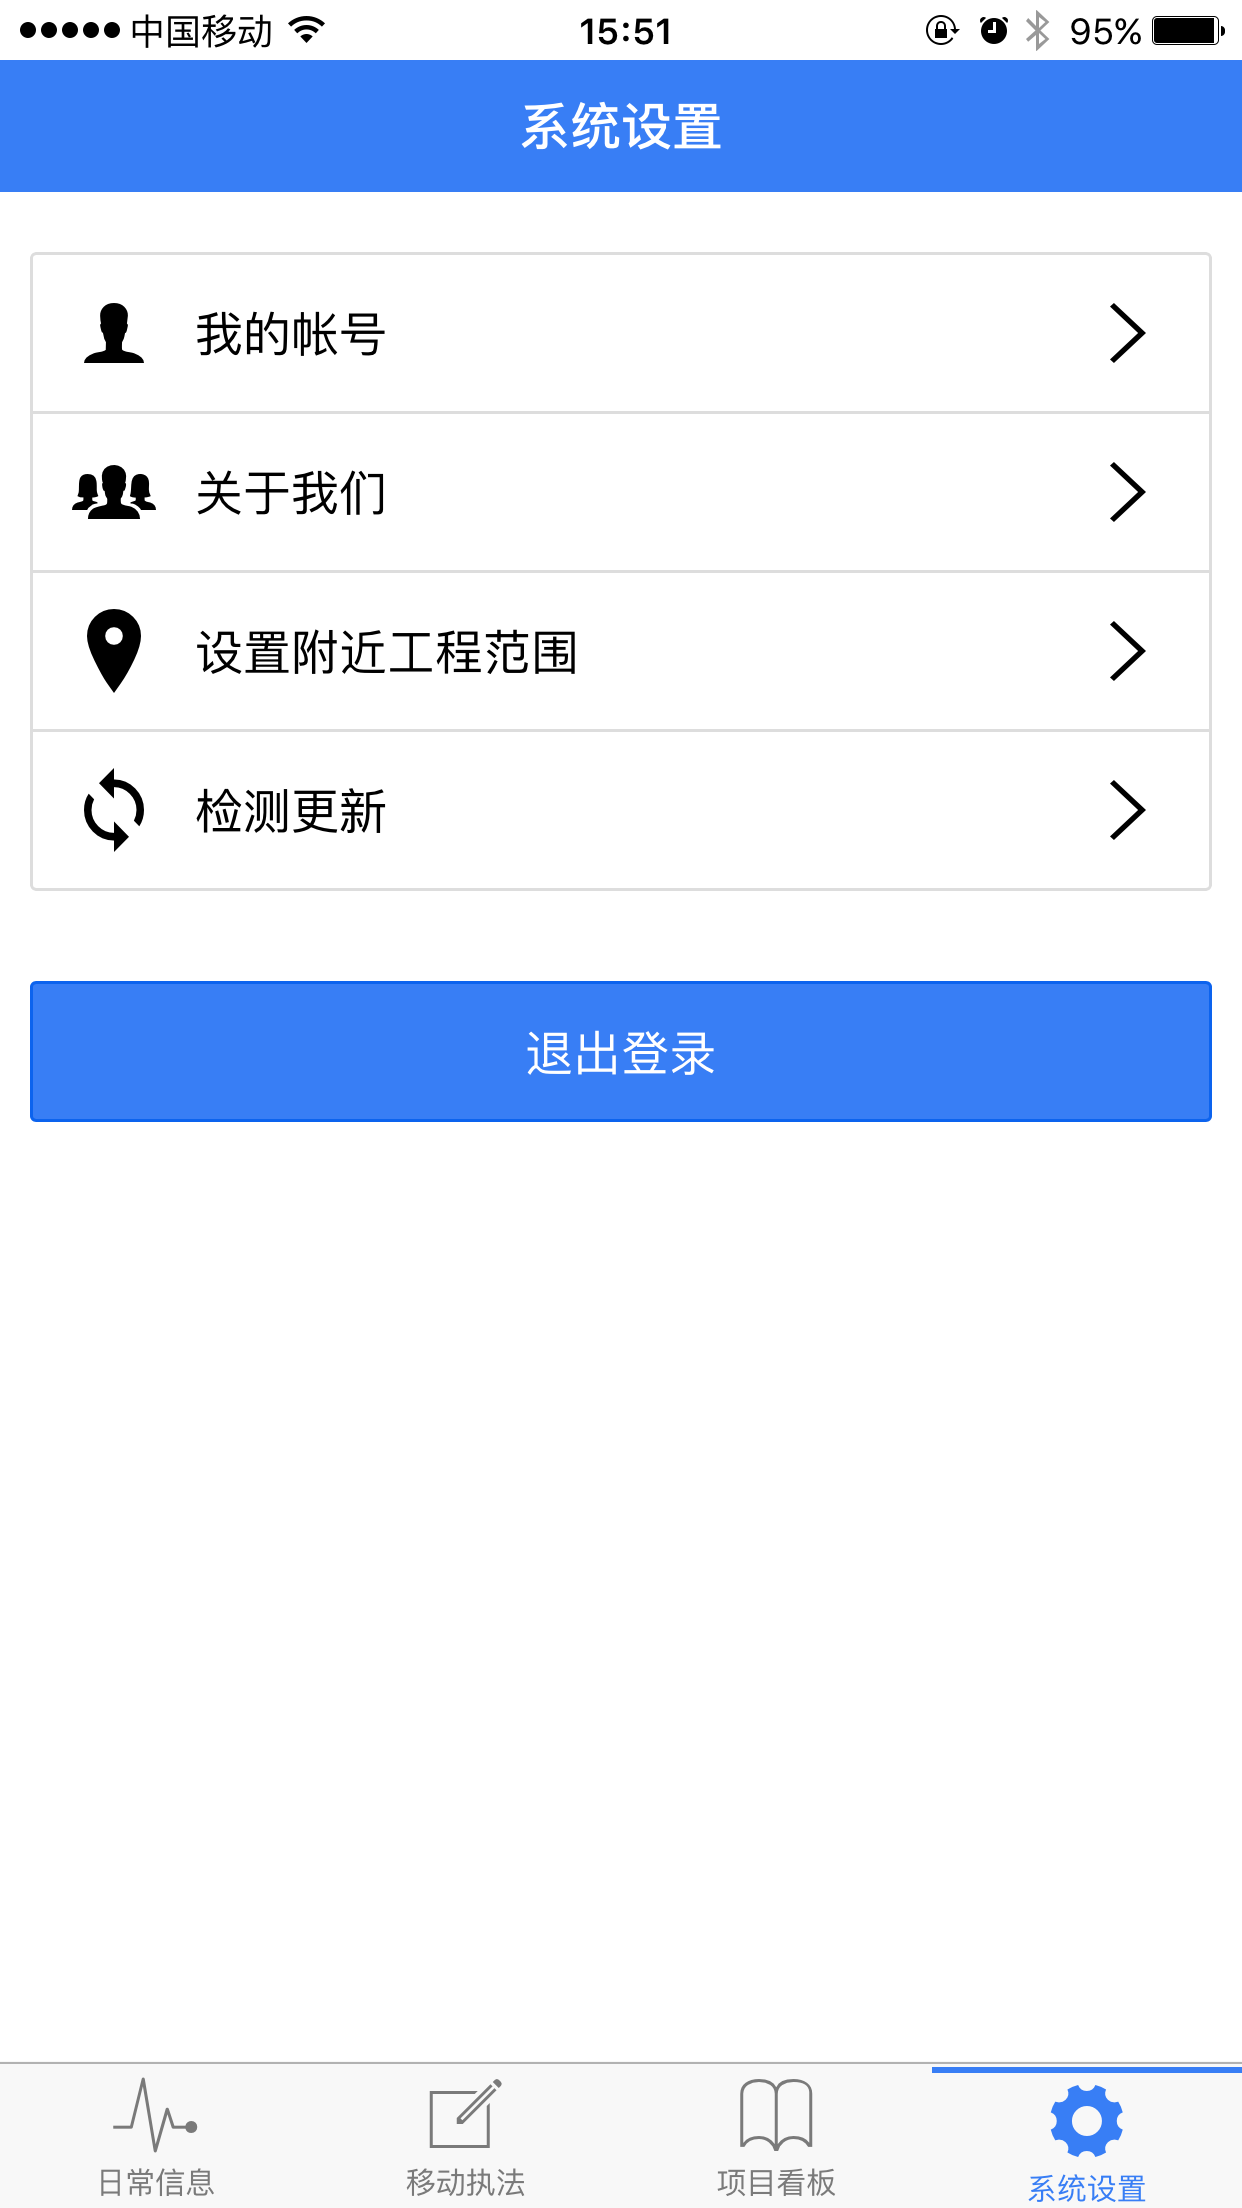 中国移动 15:51 95%
系统设置
我的帐号
关于我们
设置附近工程范围
检测更新
退出登录
日常信息 移动执法 项目看板 系统设置